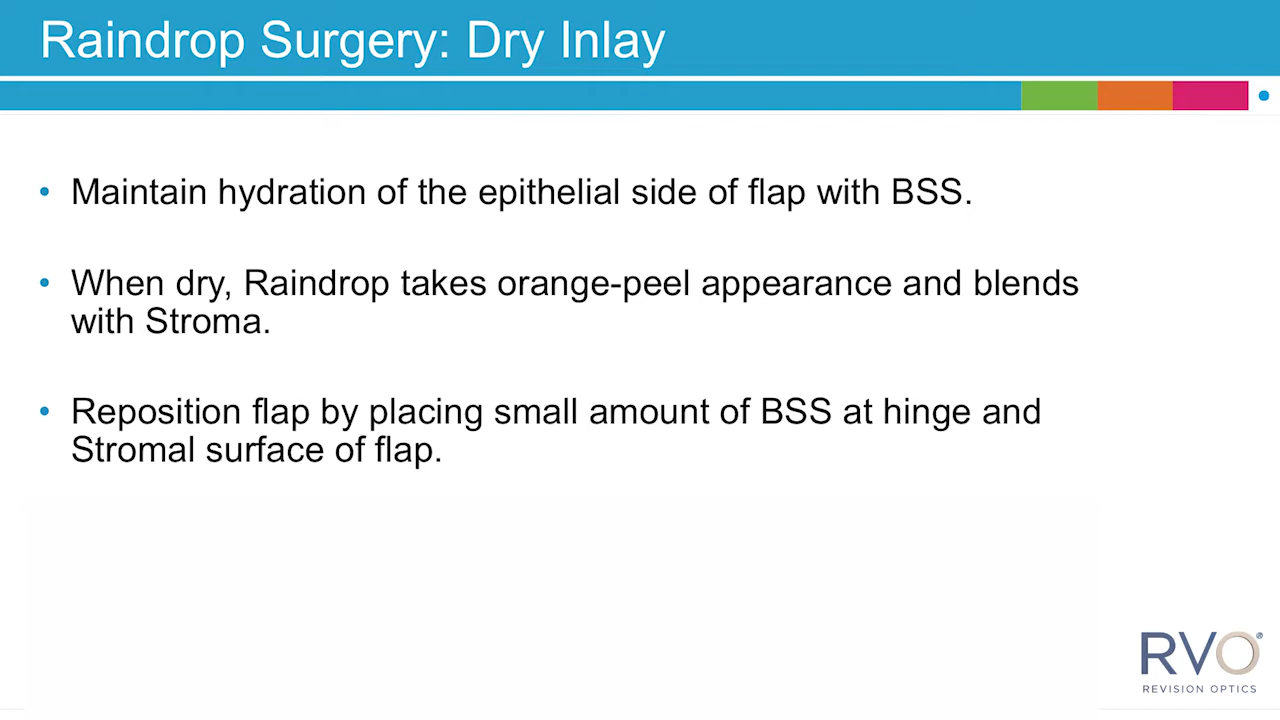 Raindrop Surgery: Dry Inlay
• Maintain hydration of the epithelial side of flap with BSS.
• When dry, Raindrop takes orange-peel appearance and blends
with Stroma.
• Reposition flap by placing small amount of BSS at hinge and
Stromal surface of flap.
RVO®
REVISION OPTICS